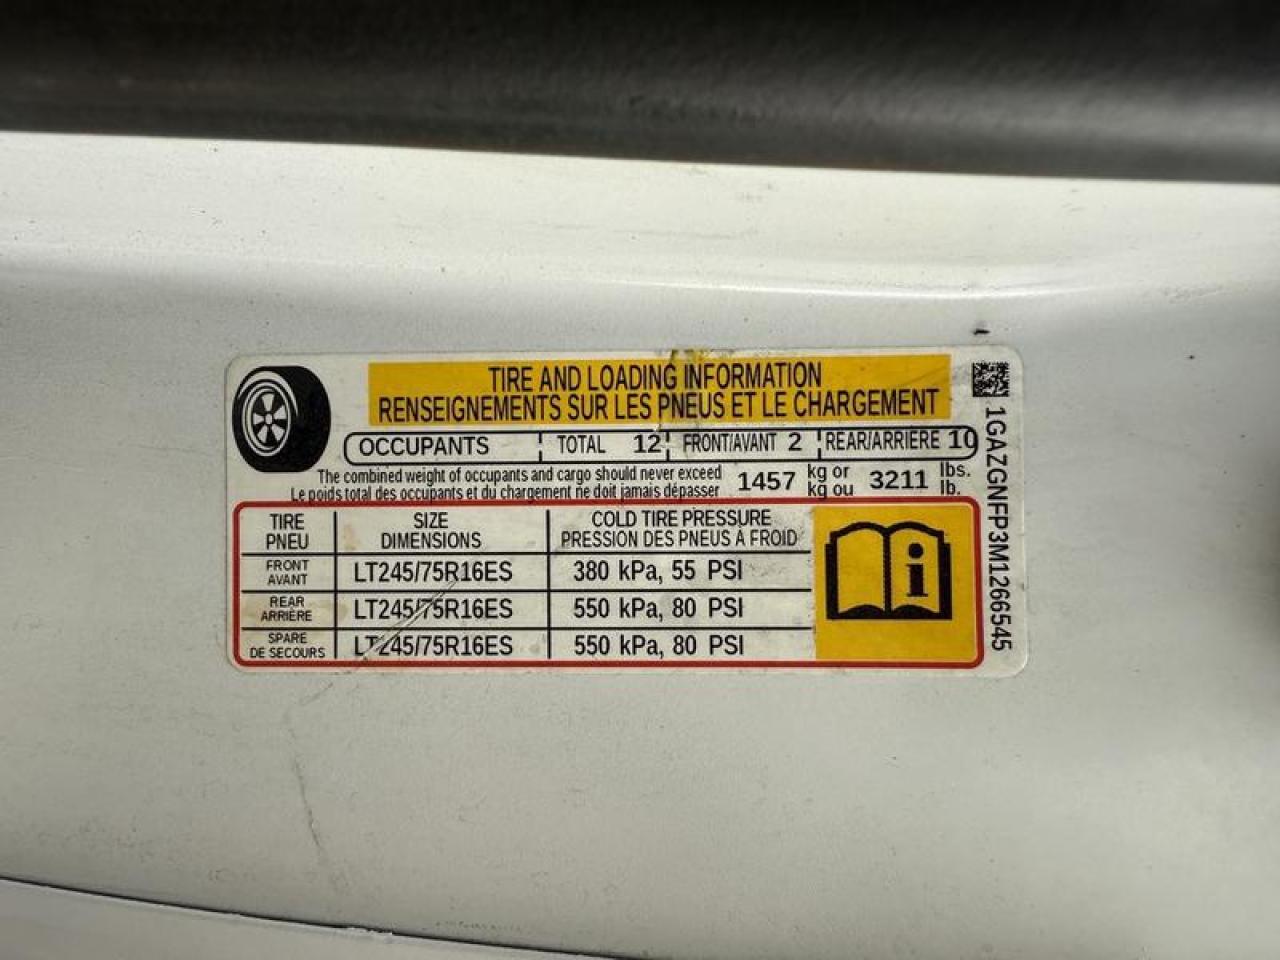 TIRE AND LOADING INFORMATION
RENSEIGNEMENTS SUR LES PNEUS ET LE CHARGEMENT
OCCUPANTS TOTAL 12 FRONT/AVANT 2 REAR/ARRIERE 10
The combined weight of occupants and cargo should never exceed 1457 kg or 3211 lbs.
Le poids total des occupants et du chargement ne doit jamais dépasser kg ou lb.
TIRE SIZE COLD TIRE PRESSURE
PNEU DIMENSIONS PRESSION DES PNEUS À FROID
FRONT
AVANT LT245/75R16ES 380 kPa, 55 PSI
REAR
ARRIÈRE LT245/75R16ES 550 kPa, 80 PSI
SPARE
DE SECOURS LT245/75R16ES 550 kPa, 80 PSI
i
1GAZGNFP3M1266545